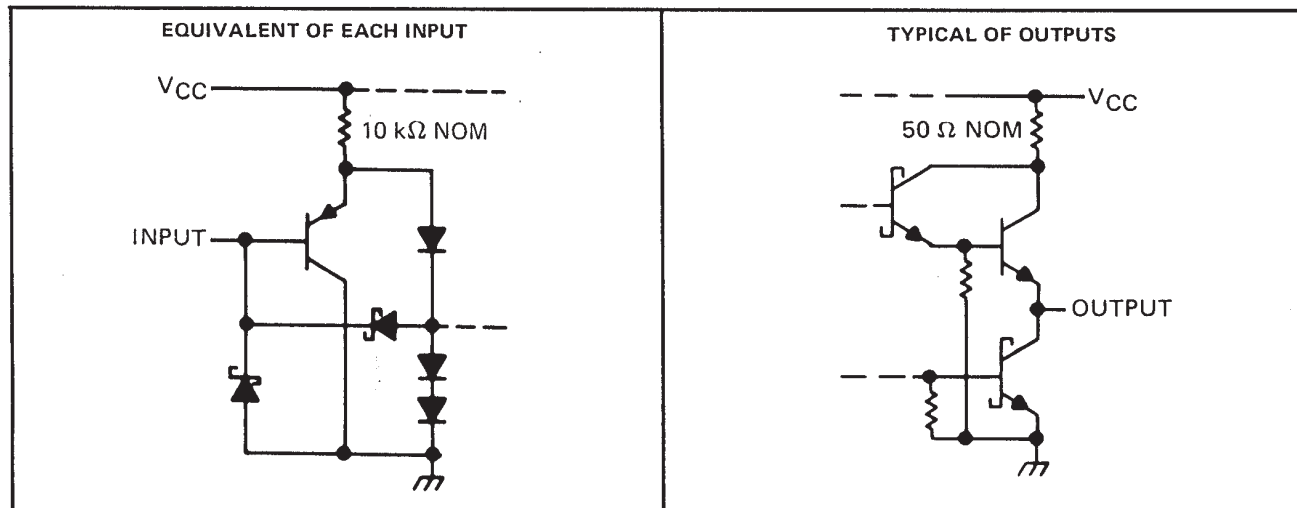 EQUIVALENT OF EACH INPUT
VCC
10 kΩ NOM
INPUT
TYPICAL OF OUTPUTS
VCC
50 Ω NOM
OUTPUT